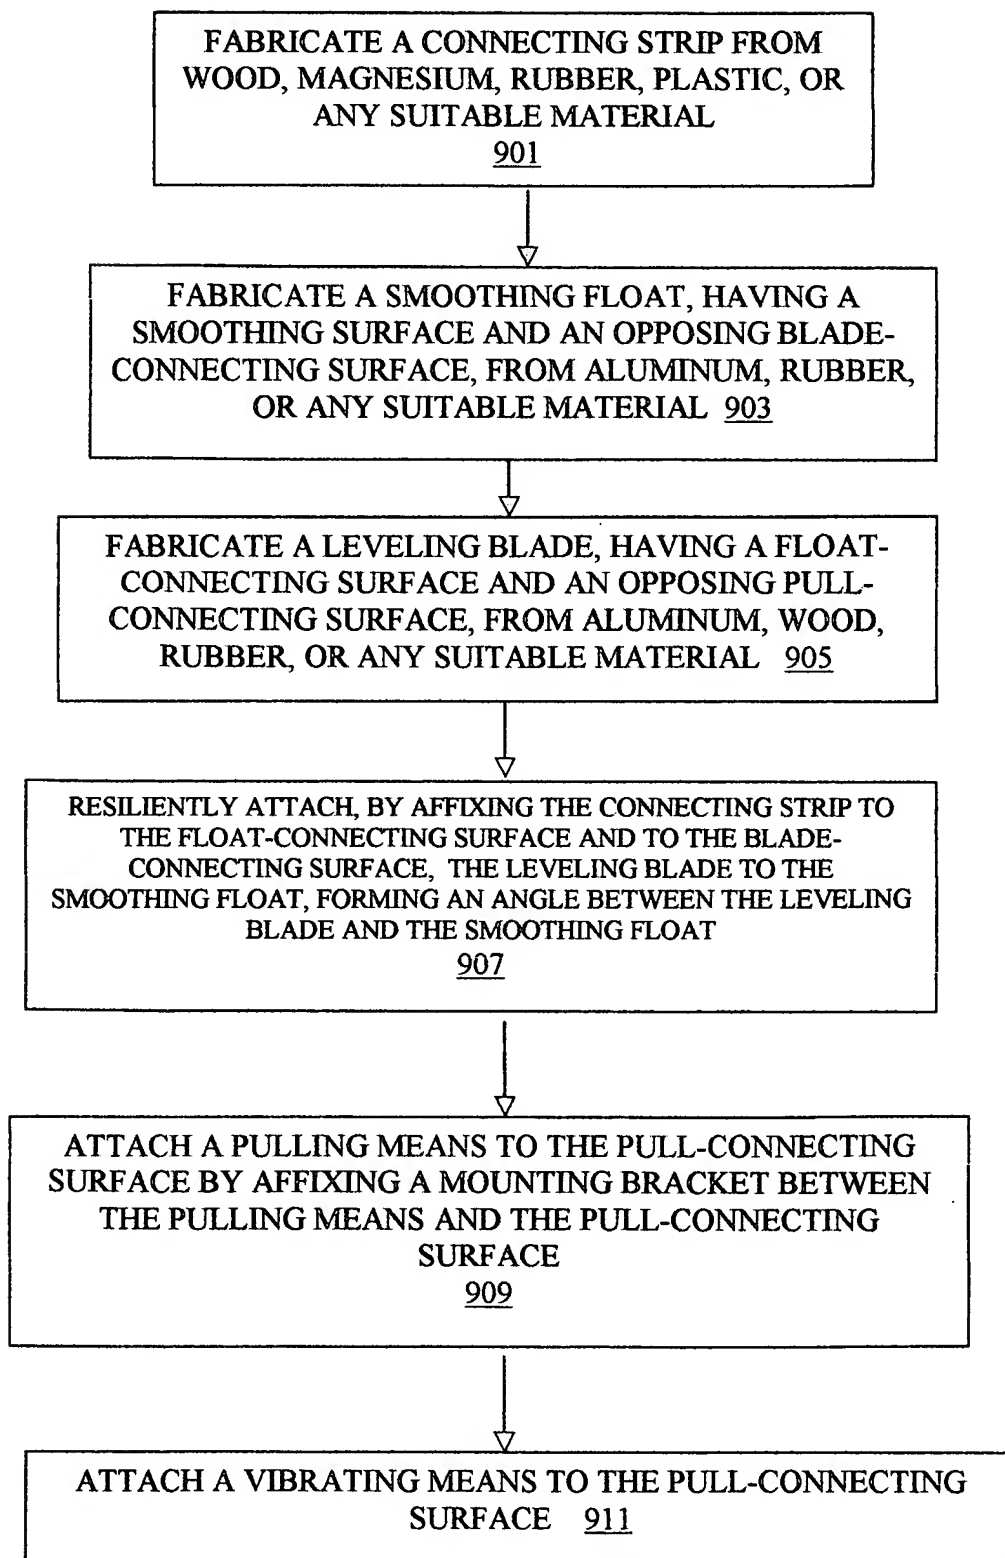 FABRICATE A CONNECTING STRIP FROM
WOOD, MAGNESIUM, RUBBER, PLASTIC, OR
ANY SUITABLE MATERIAL
901
FABRICATE A SMOOTHING FLOAT, HAVING A
SMOOTHING SURFACE AND AN OPPOSING BLADE-
CONNECTING SURFACE, FROM ALUMINUM, RUBBER,
OR ANY SUITABLE MATERIAL 903
FABRICATE A LEVELING BLADE, HAVING A FLOAT-
CONNECTING SURFACE AND AN OPPOSING PULL-
CONNECTING SURFACE, FROM ALUMINUM, WOOD,
RUBBER, OR ANY SUITABLE MATERIAL 905
RESILIENTLY ATTACH, BY AFFIXING THE CONNECTING STRIP TO
THE FLOAT-CONNECTING SURFACE AND TO THE BLADE-
CONNECTING SURFACE, THE LEVELING BLADE TO THE
SMOOTHING FLOAT, FORMING AN ANGLE BETWEEN THE LEVELING
BLADE AND THE SMOOTHING FLOAT
907
ATTACH A PULLING MEANS TO THE PULL-CONNECTING
SURFACE BY AFFIXING A MOUNTING BRACKET BETWEEN
THE PULLING MEANS AND THE PULL-CONNECTING
SURFACE
909
ATTACH A VIBRATING MEANS TO THE PULL-CONNECTING
SURFACE 911